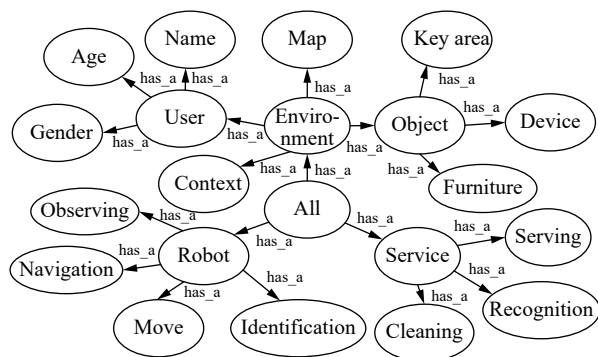 Name
Map
Key area
Age
has_a
has_a
has_a
has_a
User
Enviro-
nment
Object
has_a
Device
Gender
has_a
has_a
has_a
has_a
Context
has_a
has_a
Furniture
Observing
All
has_a
has_a
has_a
Serving
has_a
Navigation
has_a
Robot
Service
has_a
has_a
has_a
has_a
has_a
Recognition
Move
Identification
Cleaning